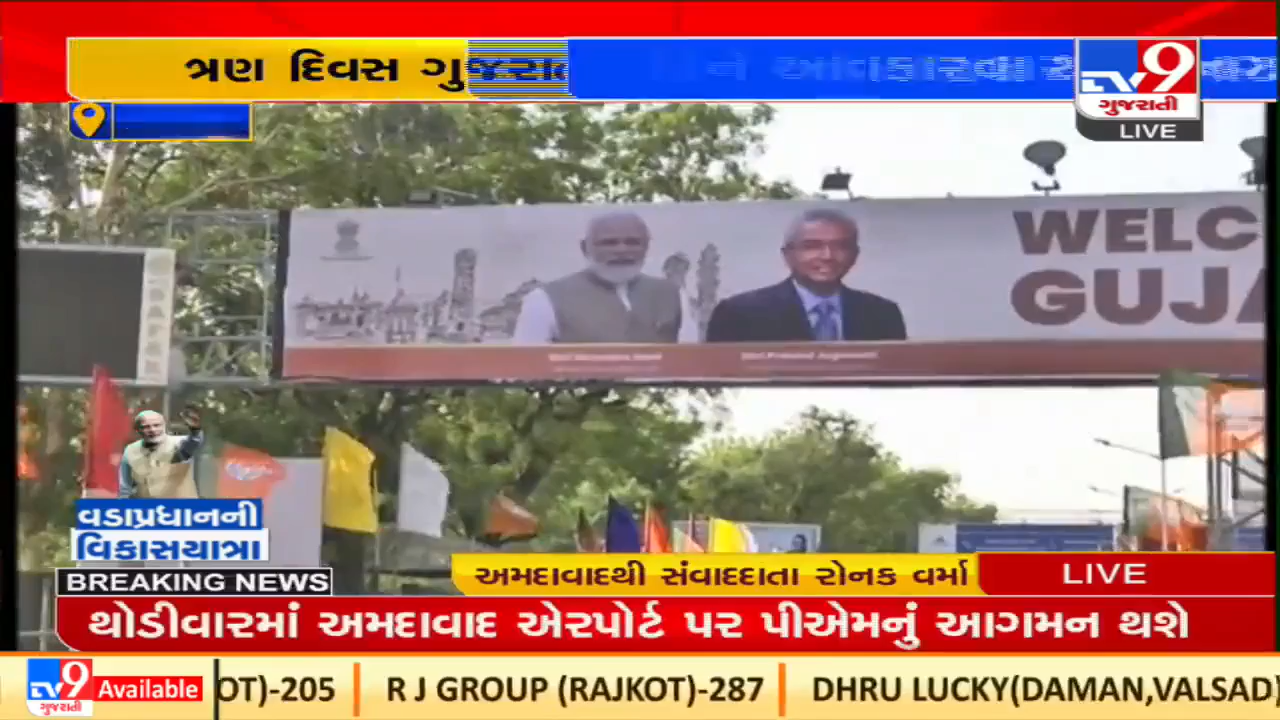 ત્રણ દિવસ ગુજરાત
TV9
ગુજરાતી
LIVE
WELC
GUJA
વડાપ્રધાનની
વિકાસયાત્રા
BREAKING NEWS
અમદાવાદથી સંવાદદાતા રોનક વર્મા
LIVE
થોડીવારમાં અમદાવાદ એરપોર્ટ પર પીએમનું આગમન થશે
TV9
ગુજરાતી
Available
OT)-205
R J GROUP (RAJKOT)-287
DHRU LUCKY(DAMAN,VALSAD)